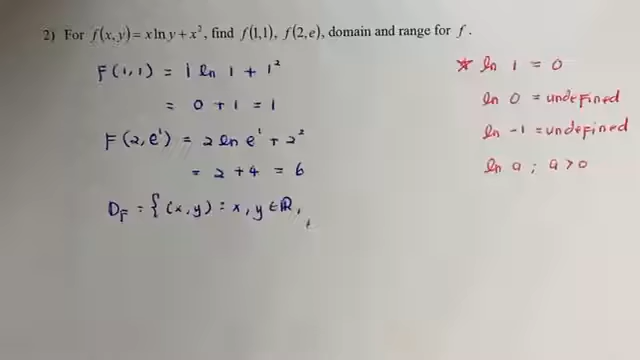 2) For f(x,y) = x ln y + x², find f(1,1), f(2,e), domain and range for f.
F(1,1) = 1 ln 1 + 1²
= 0 + 1 = 1
F(2,e¹) = 2 ln e¹ + 2²
= 2 + 4 = 6
D_F = { (x,y) : x, y ∈ ℝ,
* ln 1 = 0
ln 0 = undefined
ln -1 = undefined
ln a ; a > 0